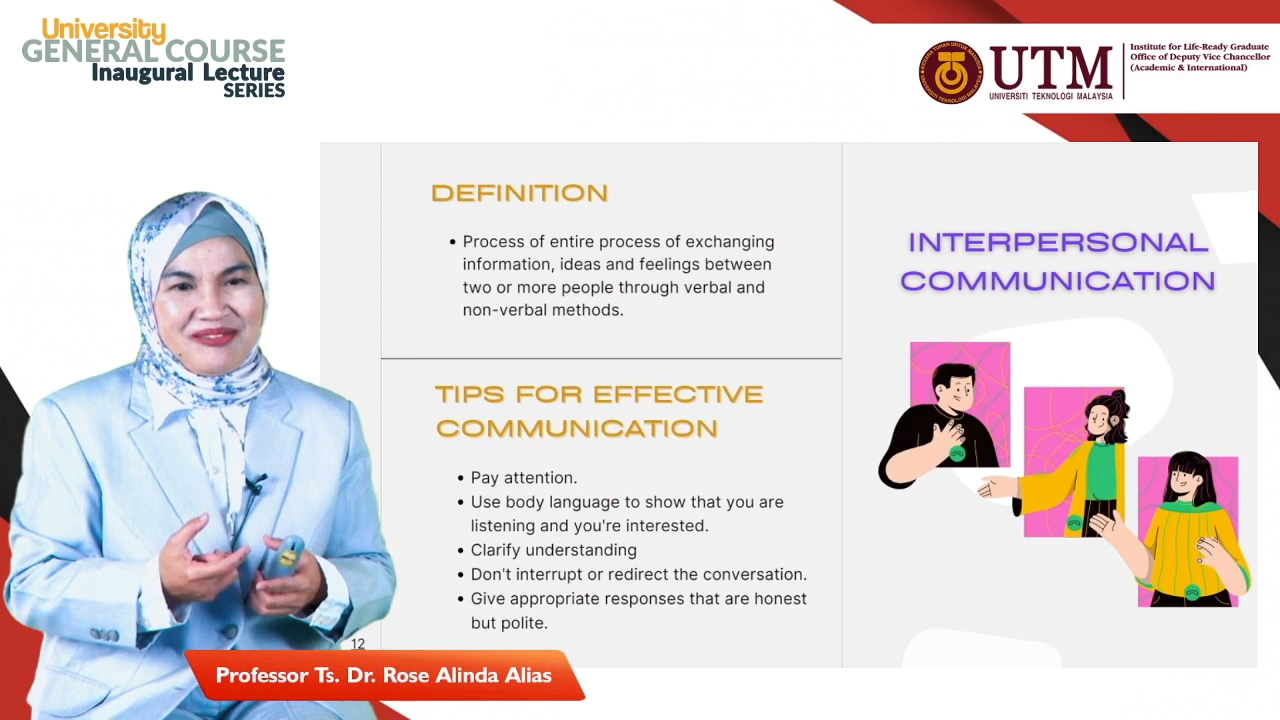 University
GENERAL COURSE
Inaugural Lecture
SERIES
UTM
UNIVERSITI TEKNOLOGI MALAYSIA
Institute for Life-Ready Graduate
Office of Deputy Vice Chancellor
(Academic & International)
DEFINITION
• Process of entire process of exchanging
information, ideas and feelings between
two or more people through verbal and
non-verbal methods.
TIPS FOR EFFECTIVE
COMMUNICATION
• Pay attention.
• Use body language to show that you are
listening and you're interested.
• Clarify understanding
• Don't interrupt or redirect the conversation.
• Give appropriate responses that are honest
but polite.
INTERPERSONAL
COMMUNICATION
12
Professor Ts. Dr. Rose Alinda Alias